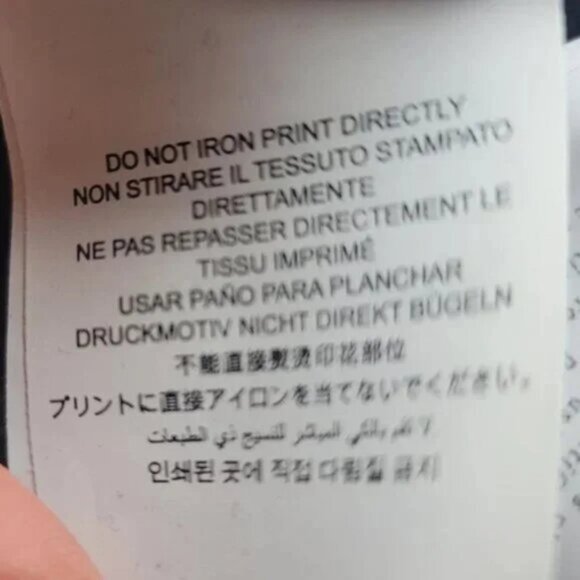 DO NOT IRON PRINT DIRECTLY
NON STIRARE IL TESSUTO STAMPATO
DIRETTAMENTE
NE PAS REPASSER DIRECTEMENT LE
TISSU IMPRIMÉ
USAR PAÑO PARA PLANCHAR
DRUCKMOTIV NICHT DIREKT BÜGELN
不能直接熨烫印花部位
プリントに直接アイロンを当てないでください。
لا تقم بالكي المباشر للنسيج ذي الطبعات
인쇄된 곳에 직접 다림질 금지